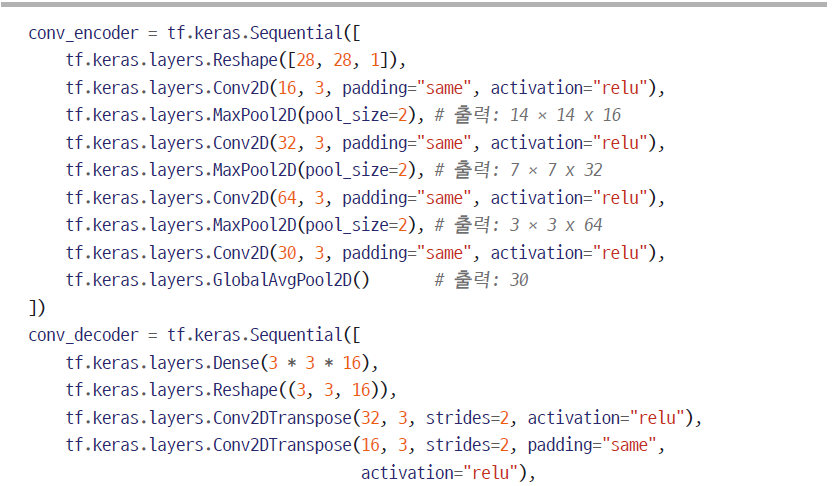 conv_encoder = tf.keras.Sequential([
    tf.keras.layers.Reshape([28, 28, 1]),
    tf.keras.layers.Conv2D(16, 3, padding="same", activation="relu"),
    tf.keras.layers.MaxPool2D(pool_size=2), # 출력: 14 × 14 x 16
    tf.keras.layers.Conv2D(32, 3, padding="same", activation="relu"),
    tf.keras.layers.MaxPool2D(pool_size=2), # 출력: 7 × 7 x 32
    tf.keras.layers.Conv2D(64, 3, padding="same", activation="relu"),
    tf.keras.layers.MaxPool2D(pool_size=2), # 출력: 3 × 3 x 64
    tf.keras.layers.Conv2D(30, 3, padding="same", activation="relu"),
    tf.keras.layers.GlobalAvgPool2D()       # 출력: 30
])
conv_decoder = tf.keras.Sequential([
    tf.keras.layers.Dense(3 * 3 * 16),
    tf.keras.layers.Reshape((3, 3, 16)),
    tf.keras.layers.Conv2DTranspose(32, 3, strides=2, activation="relu"),
    tf.keras.layers.Conv2DTranspose(16, 3, strides=2, padding="same",
                                    activation="relu"),